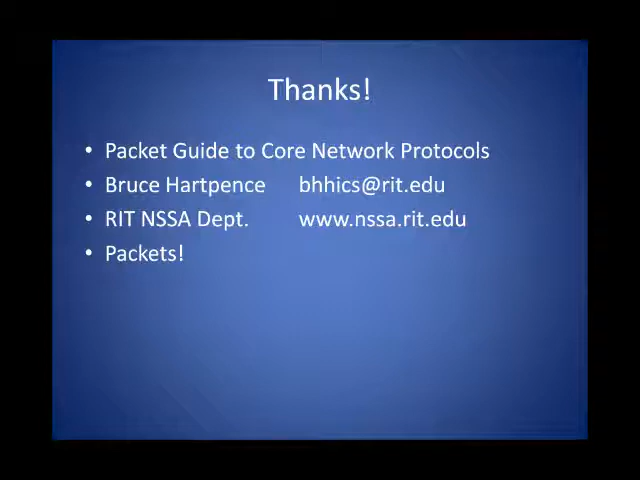 Thanks!
• Packet Guide to Core Network Protocols
• Bruce Hartpence bhhics@rit.edu
• RIT NSSA Dept. www.nssa.rit.edu
• Packets!